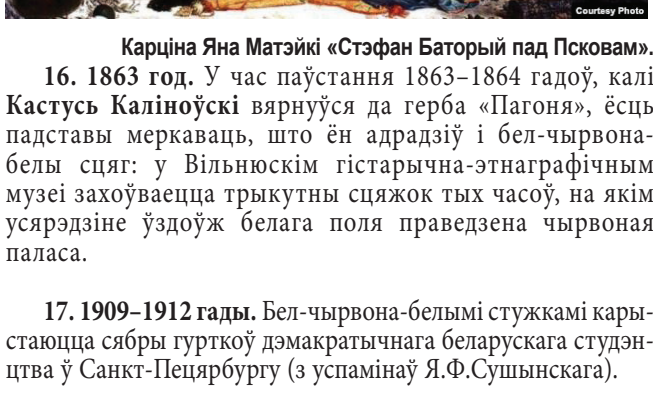 Courtesy Photo
Карціна Яна Матэйкі «Стэфан Баторый пад Псковам».
16. 1863 год. У час паўстання 1863–1864 гадоў, калі
Кастусь Каліноўскі вярнуўся да герба «Пагоня», ёсць
падставы меркаваць, што ён адрадзіў і бел-чырвона-
белы сцяг: у Вільнюскім гістарычна-этнаграфічным
музеі захоўваецца трыкутны сцяжок тых часоў, на якім
усярэдзіне ўздоўж белага поля праведзена чырвоная
паласа.
17. 1909–1912 гады. Бел-чырвона-белымі стужкамі кары-
стаюцца сябры гурткоў дэмакратычнага беларускага студэн-
цтва ў Санкт-Пецярбургу (з успамінаў Я.Ф.Сушынскага).